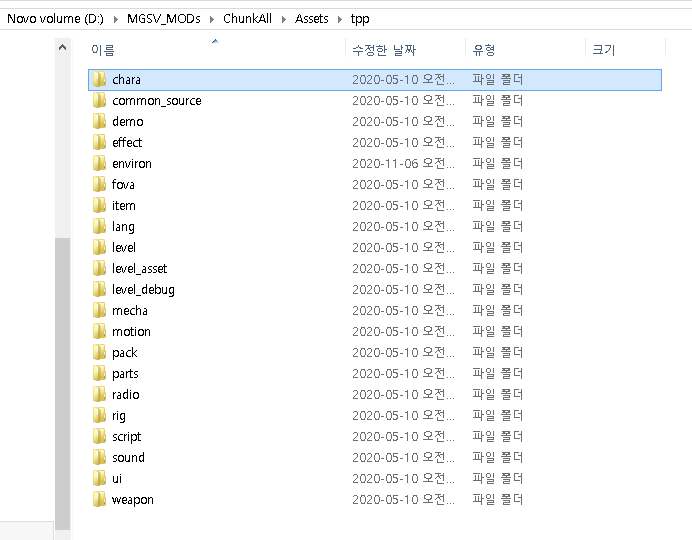 Novo volume (D:) > MGSV_MODs > ChunkAll > Assets > tpp
이름 수정한 날짜 유형 크기
chara 2020-05-10 오전... 파일 폴더
common_source 2020-05-10 오전... 파일 폴더
demo 2020-05-10 오전... 파일 폴더
effect 2020-05-10 오전... 파일 폴더
environ 2020-11-06 오전... 파일 폴더
fova 2020-05-10 오전... 파일 폴더
item 2020-05-10 오전... 파일 폴더
lang 2020-05-10 오전... 파일 폴더
level 2020-05-10 오전... 파일 폴더
level_asset 2020-05-10 오전... 파일 폴더
level_debug 2020-05-10 오전... 파일 폴더
mecha 2020-05-10 오전... 파일 폴더
motion 2020-05-10 오전... 파일 폴더
pack 2020-05-10 오전... 파일 폴더
parts 2020-05-10 오전... 파일 폴더
radio 2020-05-10 오전... 파일 폴더
rig 2020-05-10 오전... 파일 폴더
script 2020-05-10 오전... 파일 폴더
sound 2020-05-10 오전... 파일 폴더
ui 2020-05-10 오전... 파일 폴더
weapon 2020-05-10 오전... 파일 폴더